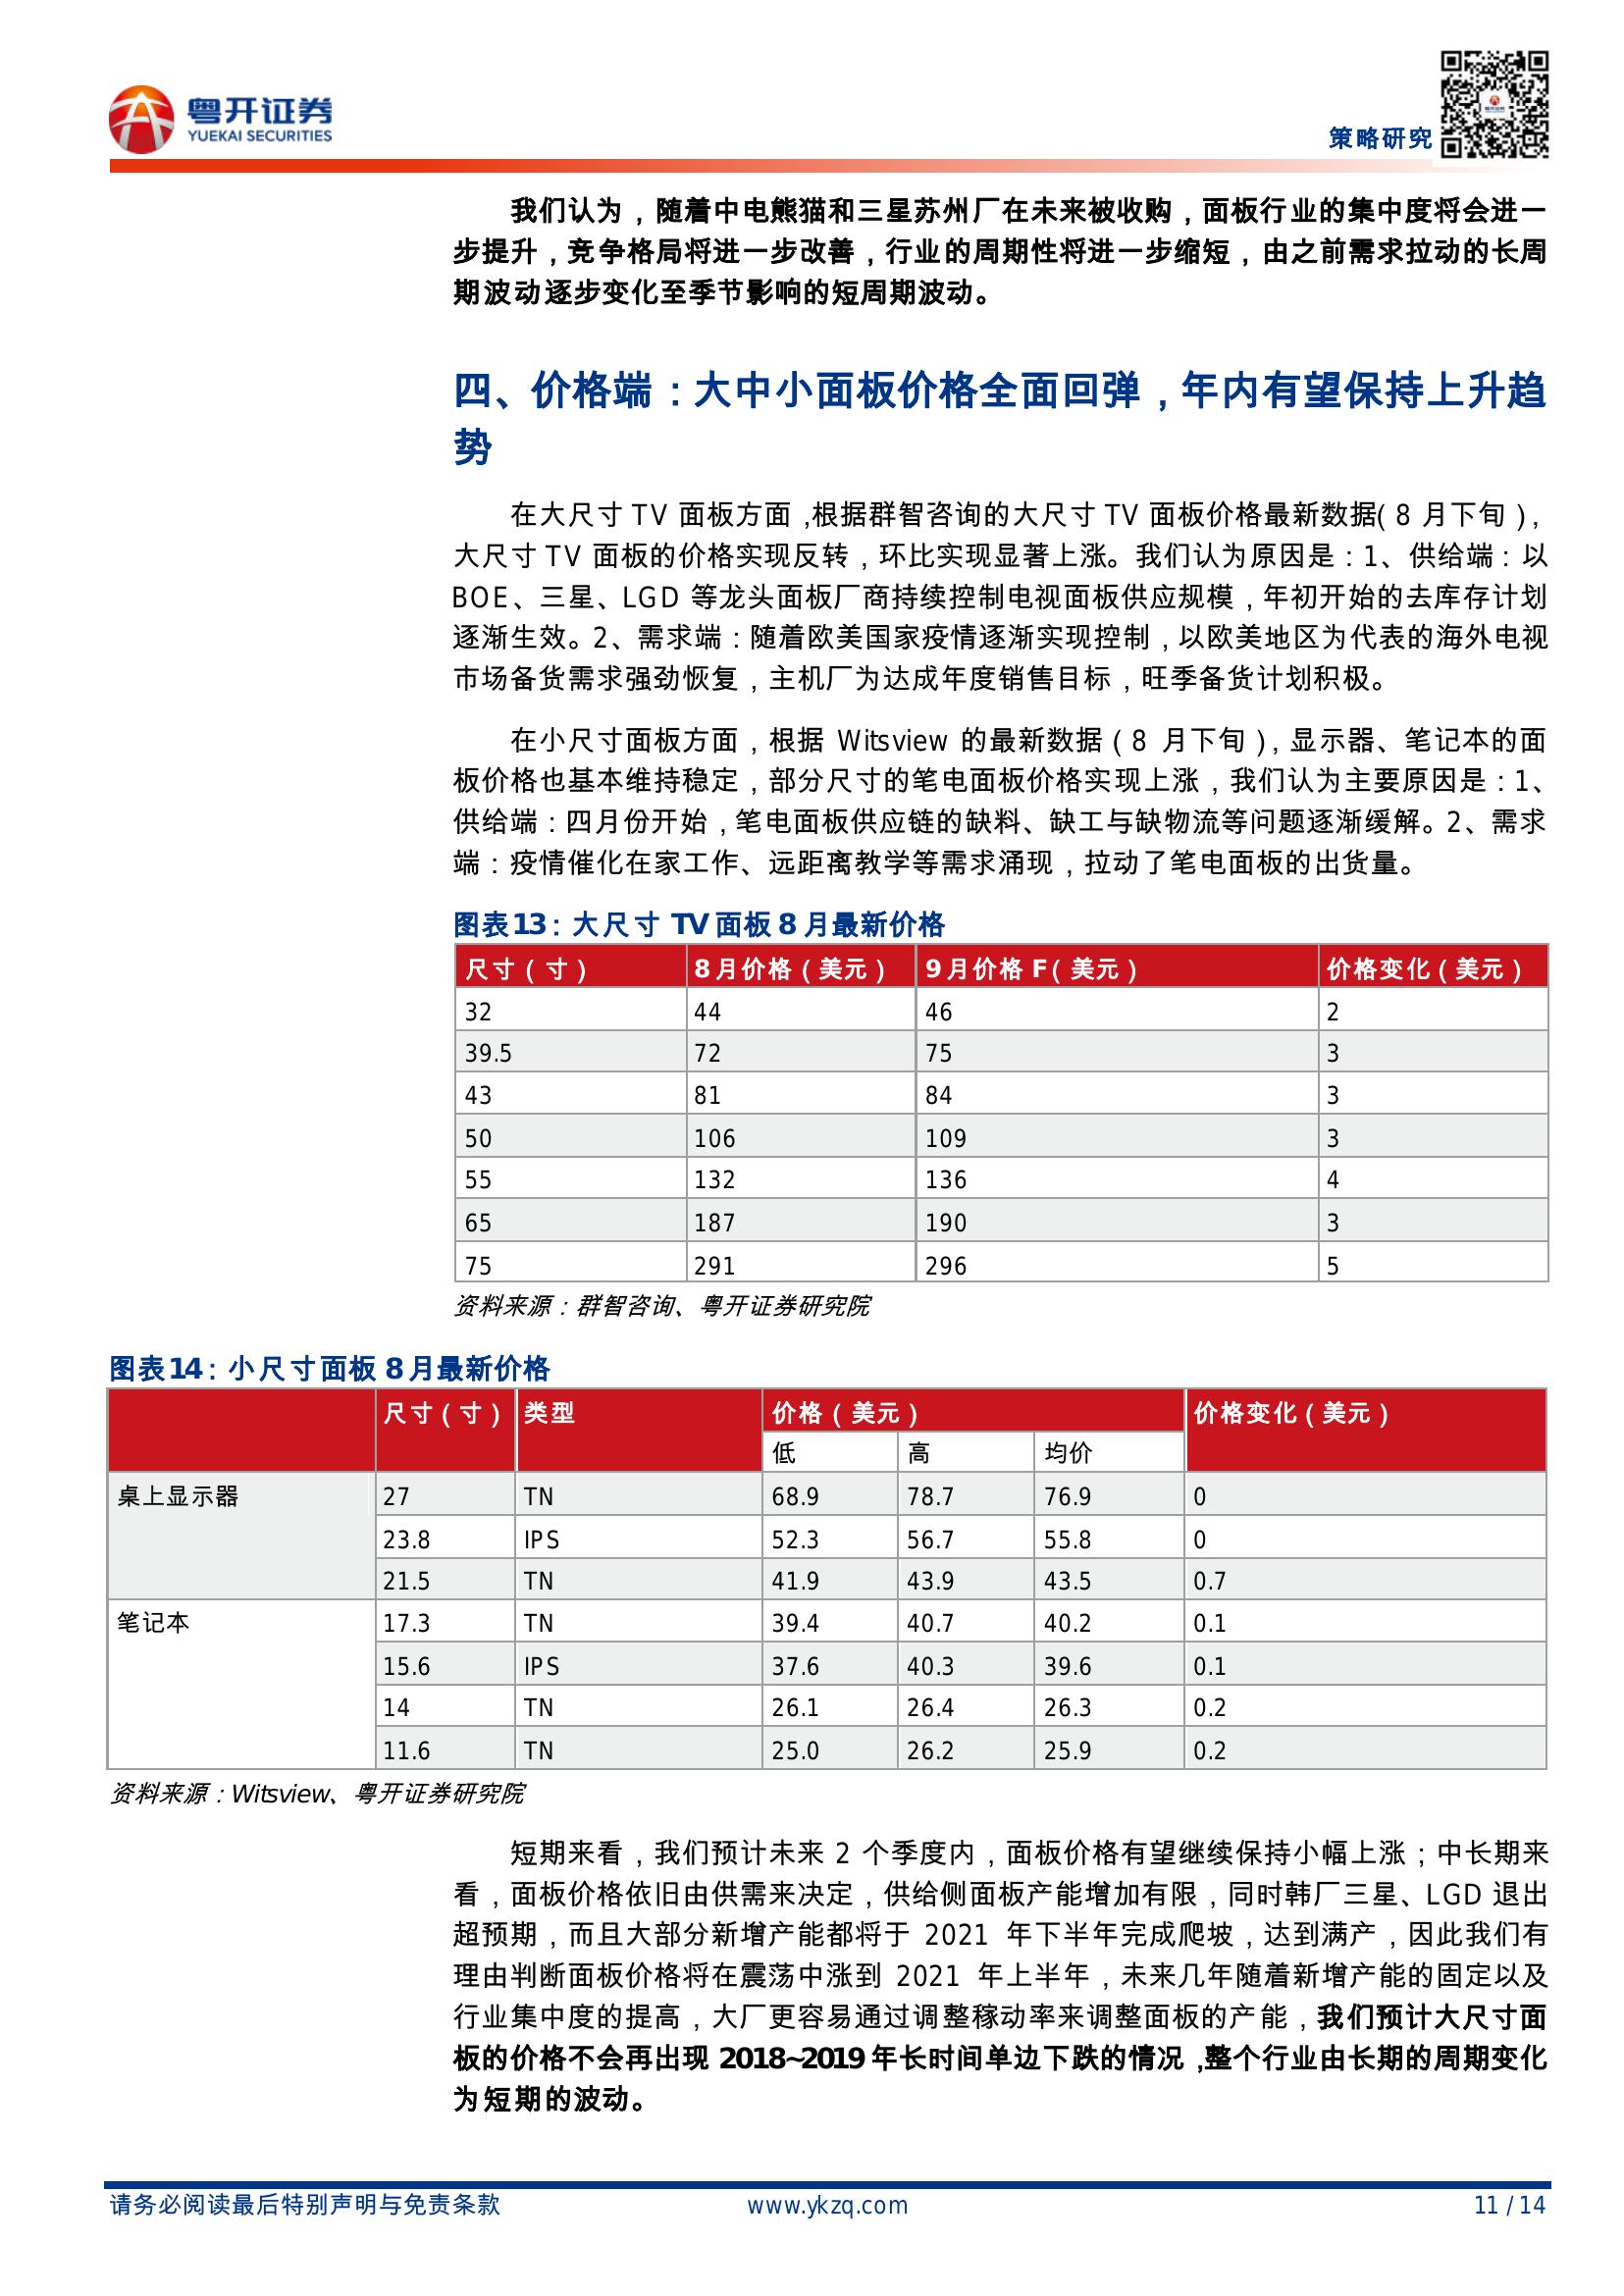 粤开证券
YUEKAI SECURITIES
策略研究
我们认为，随着中电熊猫和三星苏州厂在未来被收购，面板行业的集中度将会进一
步提升，竞争格局将进一步改善，行业的周期性将进一步缩短，由之前需求拉动的长周
期波动逐步变化至季节影响的短周期波动。
四、价格端：大中小面板价格全面回弹，年内有望保持上升趋
势
在大尺寸 TV 面板方面，根据群智咨询的大尺寸 TV 面板价格最新数据（8 月下旬），
大尺寸 TV 面板的价格实现反转，环比实现显著上涨。我们认为原因是：1、供给端：以
BOE、三星、LGD 等龙头面板厂商持续控制电视面板供应规模，年初开始的去库存计划
逐渐生效。2、需求端：随着欧美国家疫情逐渐实现控制，以欧美地区为代表的海外电视
市场备货需求强劲恢复，主机厂为达成年度销售目标，旺季备货计划积极。
在小尺寸面板方面，根据 Witsview 的最新数据（8 月下旬），显示器、笔记本的面
板价格也基本维持稳定，部分尺寸的笔电面板价格实现上涨，我们认为主要原因是：1、
供给端：四月份开始，笔电面板供应链的缺料、缺工与缺物流等问题逐渐缓解。2、需求
端：疫情催化在家工作、远距离教学等需求涌现，拉动了笔电面板的出货量。
图表13：大尺寸 TV 面板 8 月最新价格
尺寸（寸） 8 月价格（美元） 9 月价格 F（美元） 价格变化（美元）
32 44 46 2
39.5 72 75 3
43 81 84 3
50 106 109 3
55 132 136 4
65 187 190 3
75 291 296 5
资料来源：群智咨询、粤开证券研究院
图表14：小尺寸面板 8 月最新价格
尺寸（寸） 类型 价格（美元） 价格变化（美元）
低 高 均价
桌上显示器 27 TN 68.9 78.7 76.9 0
23.8 IPS 52.3 56.7 55.8 0
21.5 TN 41.9 43.9 43.5 0.7
笔记本 17.3 TN 39.4 40.7 40.2 0.1
15.6 IPS 37.6 40.3 39.6 0.1
14 TN 26.1 26.4 26.3 0.2
11.6 TN 25.0 26.2 25.9 0.2
资料来源：Witsview、粤开证券研究院
短期来看，我们预计未来 2 个季度内，面板价格有望继续保持小幅上涨；中长期来
看，面板价格依旧由供需来决定，供给侧面板产能增加有限，同时韩厂三星、LGD 退出
超预期，而且大部分新增产能都将于 2021 年下半年完成爬坡，达到满产，因此我们有
理由判断面板价格将在震荡中涨到 2021 年上半年，未来几年随着新增产能的固定以及
行业集中度的提高，大厂更容易通过调整稼动率来调整面板的产能，我们预计大尺寸面
板的价格不会再出现 2018~2019 年长时间单边下跌的情况，整个行业由长期的周期变化
为短期的波动。
请务必阅读最后特别声明与免责条款 www.ykzq.com 11 / 14